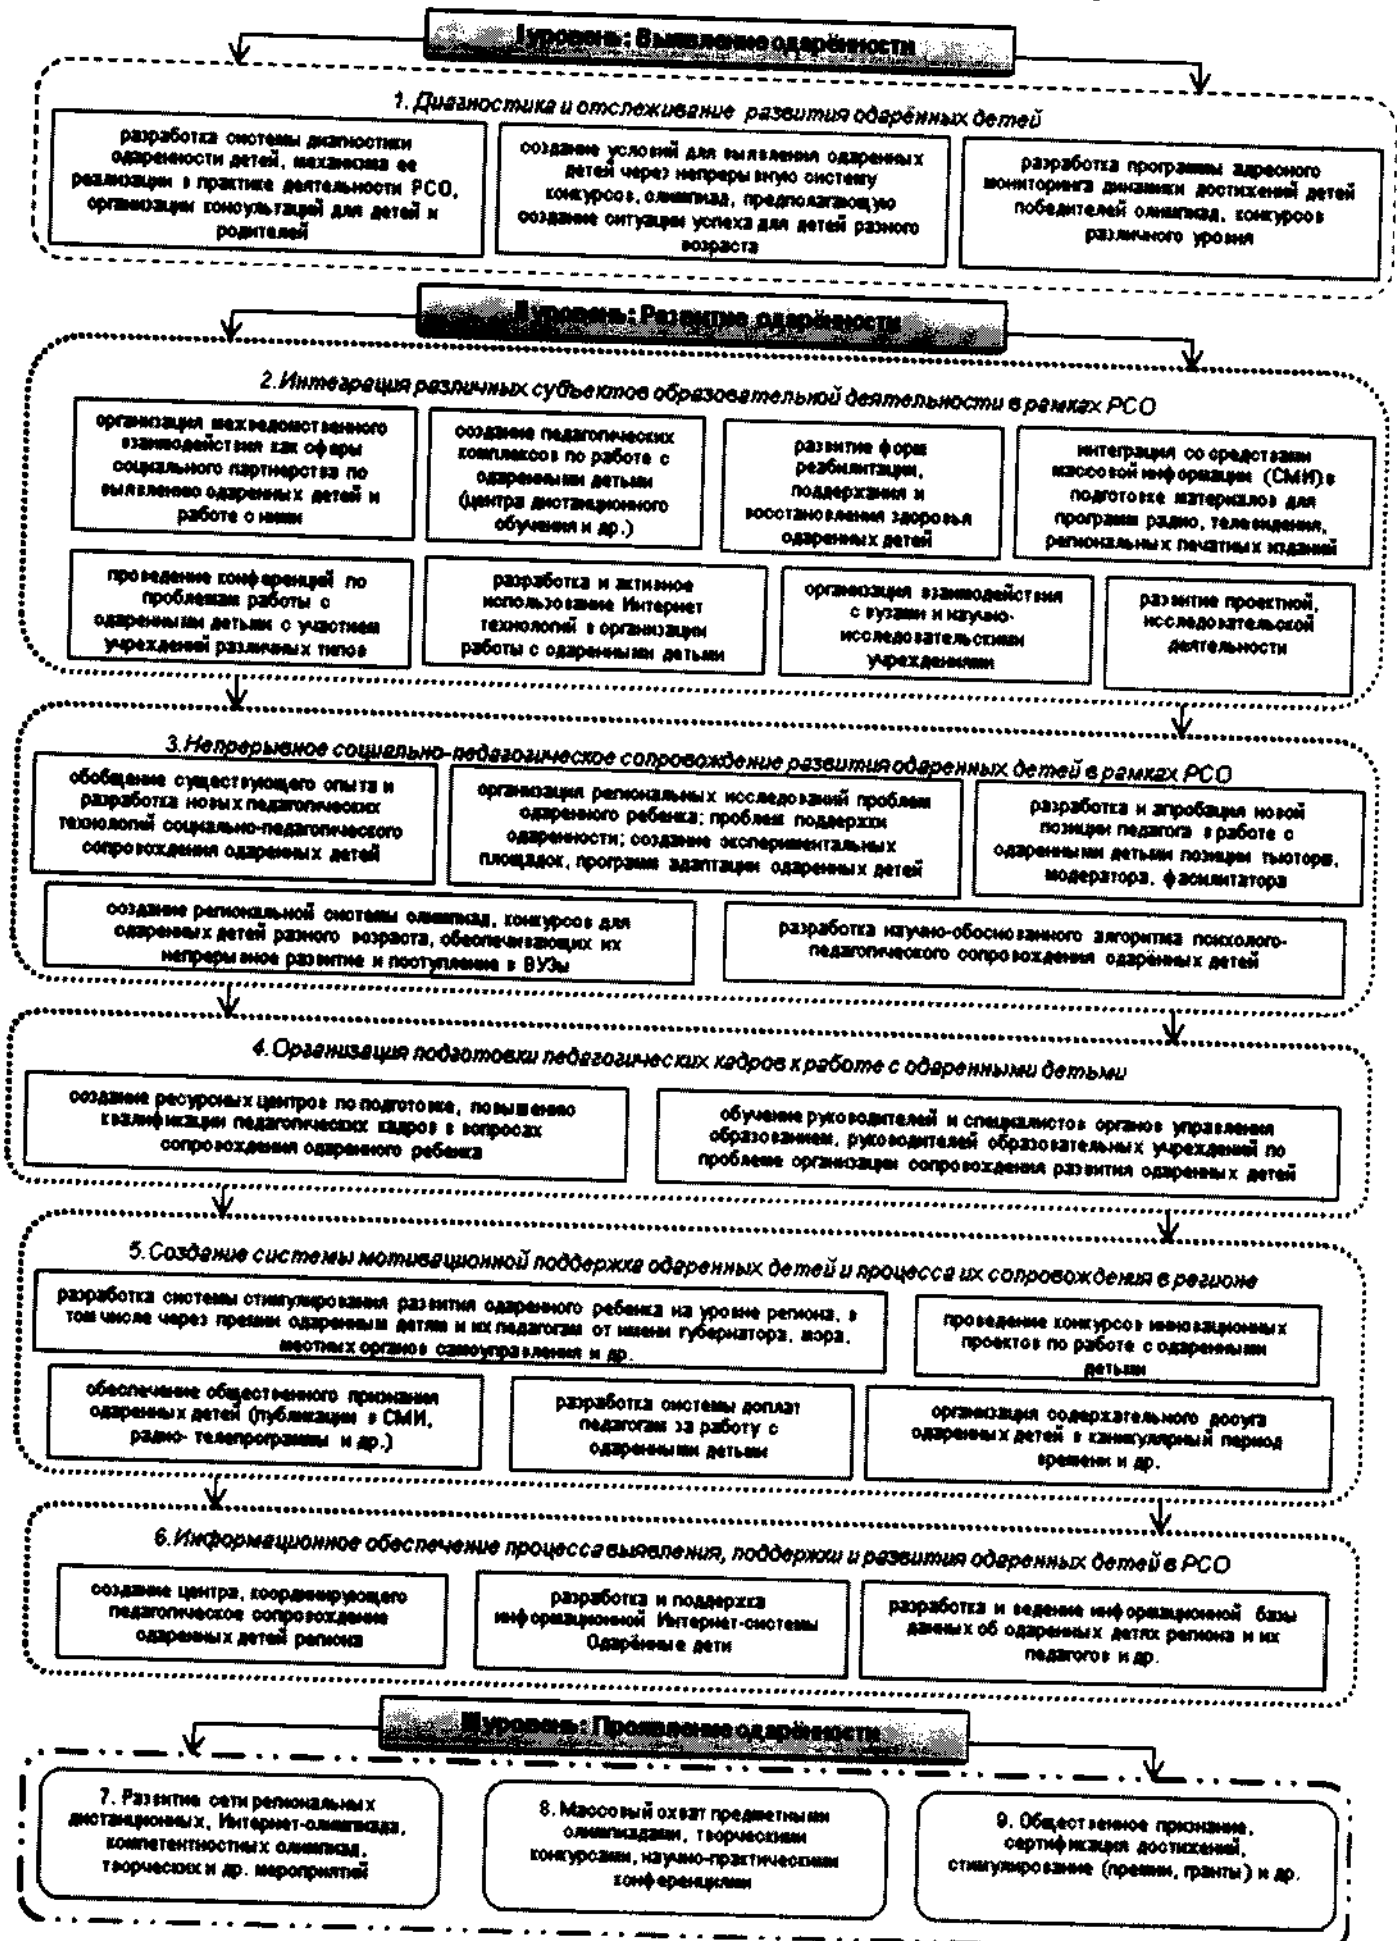 I уровень: Выявление одарённости
1. Диагностика и отслеживание развития одарённых детей
разработка системы диагностики
одаренности детей, механизма ее
реализации в практике деятельности РСО,
организации консультаций для детей и
родителей
создание условий для выявления одаренных
детей через непрерывную систему
конкурсов, олимпиад, предполагающую
создание ситуации успеха для детей разного
возраста
разработка программы адресного
мониторинга динамики достижений детей
победителей олимпиад, конкурсов
различного уровня
II уровень: Развитие одарённости
2. Интеграция различных субъектов образовательной деятельности в рамках РСО
организация межведомственного
взаимодействия как сферы
социального партнерства по
выявлению одаренных детей и
работе с ними
создание педагогических
комплексов по работе с
одаренными детьми
(центра дистанционного
обучения и др.)
развитие форм
реабилитации,
поддержания и
восстановления здоровья
одаренных детей
интеграция со средствами
массовой информации (СМИ) в
подготовке материалов для
программ радио, телевидения,
региональных печатных изданий
проведение конференций по
проблемам работы с
одаренными детьми с участием
учреждений различных типов
разработка и активное
использование Интернет
технологий в организации
работы с одаренными детьми
организация взаимодействия
с вузами и научно-
исследовательскими
учреждениями
развитие проектной,
исследовательской
деятельности
3. Непрерывное социально-педагогическое сопровождение развития одаренных детей в рамках РСО
обобщение существующего опыта и
разработка новых педагогических
технологий социально-педагогического
сопровождения одаренных детей
организация региональных исследований проблем
одаренного ребенка; проблем поддержки
одаренности; создание экспериментальных
площадок, программ адаптации одаренных детей
разработка и апробация новой
позиции педагога в работе с
одаренными детьми позиции тьютора,
модератора, фасилитатора
создание региональной системы олимпиад, конкурсов для
одаренных детей разного возраста, обеспечивающих их
непрерывное развитие и поступление в ВУЗы
разработка научно-обоснованного алгоритма психолого-
педагогического сопровождения одарённых детей
4. Организация подготовки педагогических кадров к работе с одаренными детьми
создание ресурсных центров по подготовке, повышению
квалификации педагогических кадров в вопросах
сопровождения одаренного ребенка
обучение руководителей и специалистов органов управления
образованием, руководителей образовательных учреждений по
проблеме организации сопровождения развития одаренных детей
5. Создание системы мотивационной поддержка одаренных детей и процесса их сопровождения в регионе
разработка системы стимулирования развития одаренного ребенка на уровне региона, в
том числе через премии одаренным детям и их педагогам от имени губернатора, мэра,
местных органов самоуправления и др.
проведение конкурсов инновационных
проектов по работе с одаренными
детьми
обеспечение общественного признания
одаренных детей (публикации в СМИ,
радио- телепрограммы и др.)
разработка системы доплат
педагогам за работу с
одаренными детьми
организация содержательного досуга
одаренных детей в каникулярный период
времени и др.
6. Информационное обеспечение процесса выявления, поддержки и развития одаренных детей в РСО
создание центра, координирующего
педагогическое сопровождение
одаренных детей региона
разработка и поддержка
информационной Интернет-системы
Одарённые дети
разработка и ведение информационной базы
данных об одаренных детях региона и их
педагогов и др.
III уровень: Проявление одарённости
7. Развитие сети региональных
дистанционных, Интернет-олимпиада,
компетентностных олимпиад,
творческих и др. мероприятий
8. Массовый охват предметными
олимпиадами, творческими
конкурсами, научно-практическими
конференциями
9. Общественное признание,
сертификация достижений,
стимулирование (премии, гранты) и др.